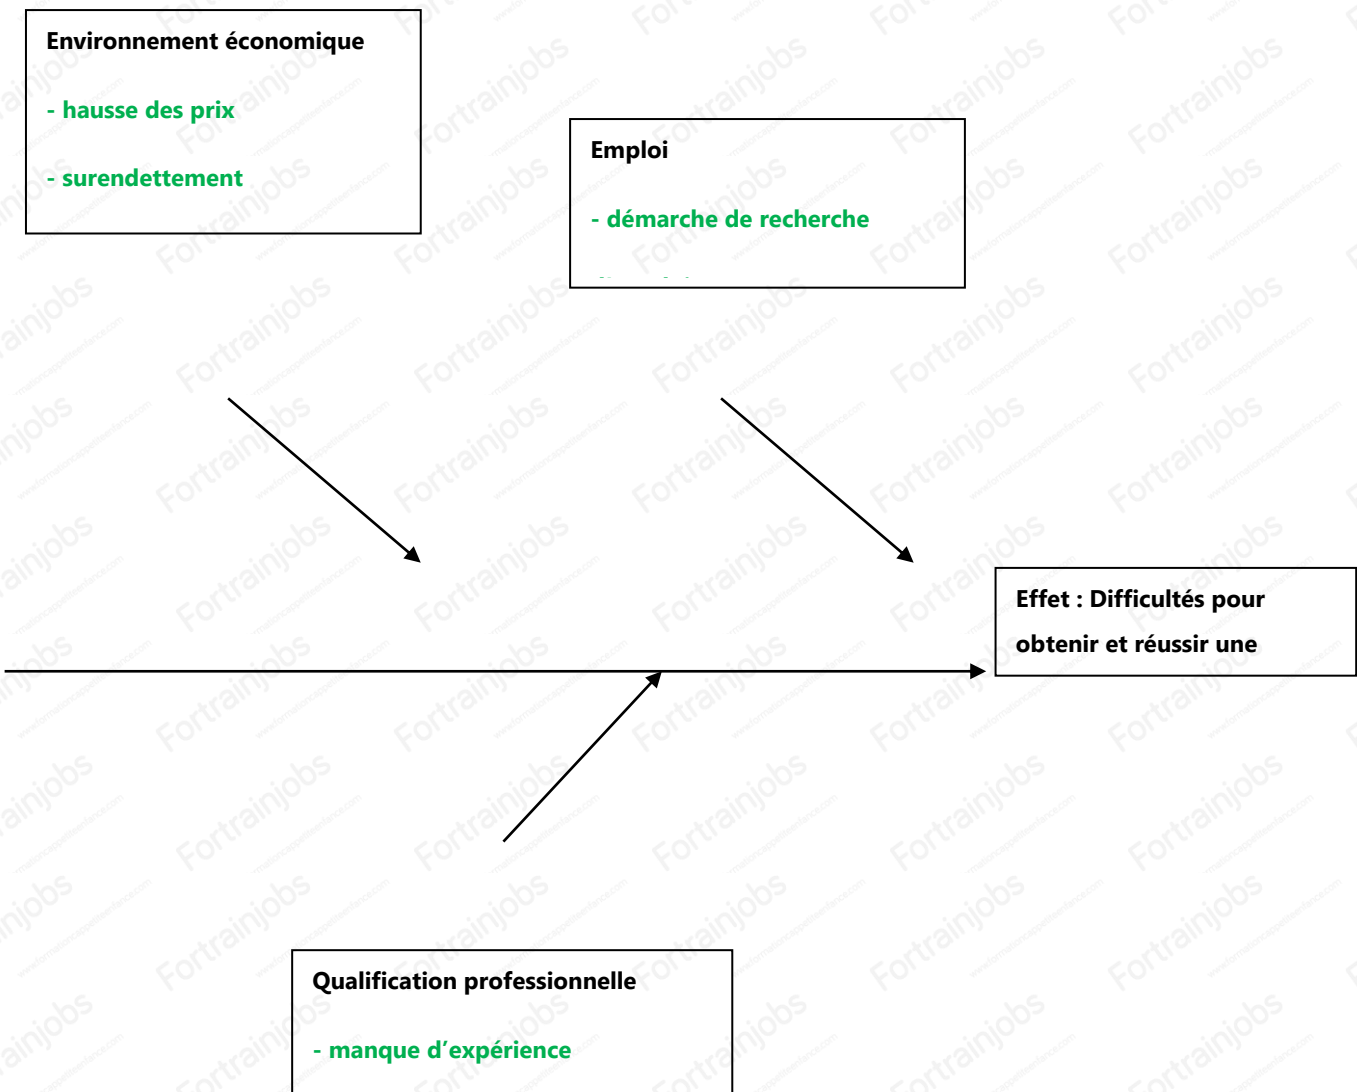 Environnement économique
- hausse des prix
- surendettement
Emploi
- démarche de recherche
Effet : Difficultés pour
obtenir et réussir une
Qualification professionnelle
- manque d’expérience
Fortrainjobs